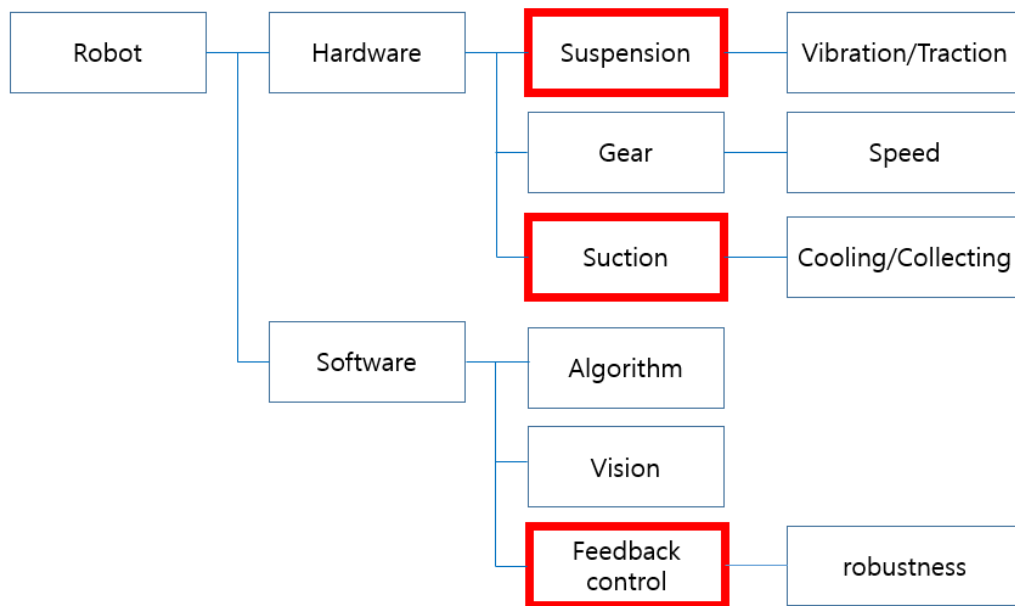 Robot
Hardware
Suspension
Vibration/Traction
Gear
Speed
Suction
Cooling/Collecting
Software
Algorithm
Vision
Feedback
control
robustness